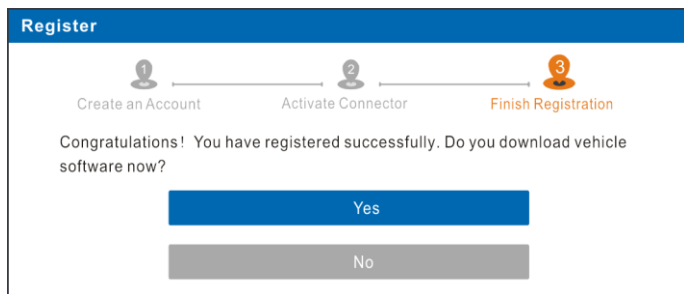 Register
1 2 3
Create an Account Activate Connector Finish Registration
Congratulations! You have registered successfully. Do you download vehicle
software now?
Yes
No